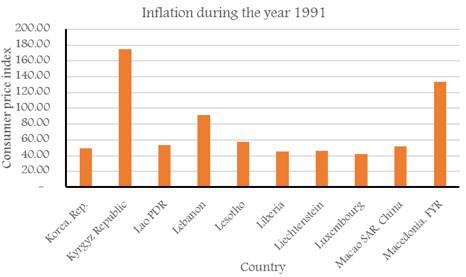 Inflation during the year 1991
Consumer price index
200.00
180.00
160.00
140.00
120.00
100.00
80.00
60.00
40.00
20.00
-
Korea, Rep.
Kyrgyz Republic
Lao PDR
Lebanon
Lesotho
Liberia
Liechtenstein
Luxembourg
Macao SAR, China
Macedonia, FYR
Country